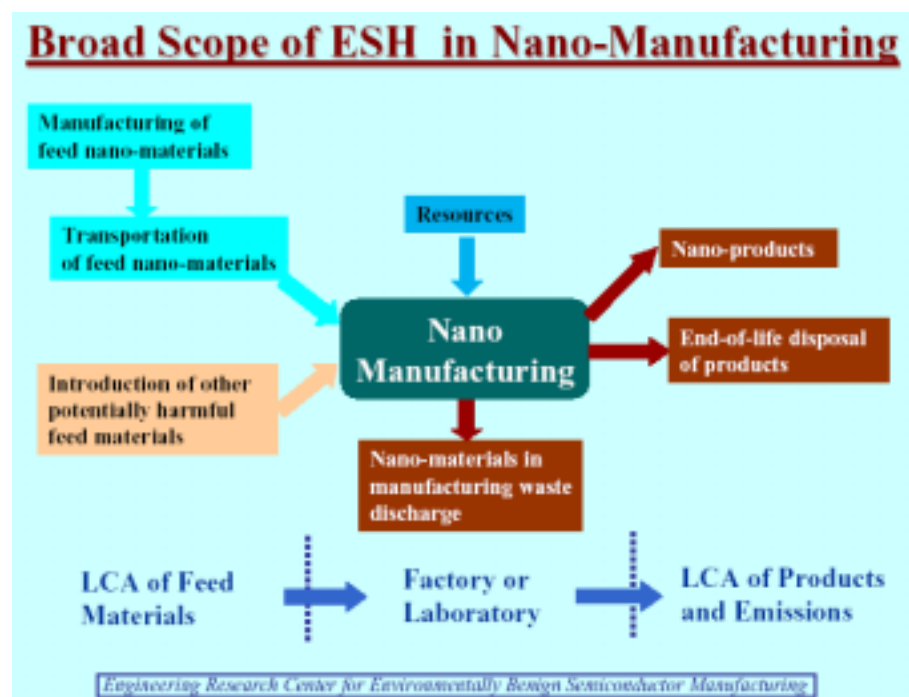 Broad Scope of ESH in Nano-Manufacturing
Manufacturing of
feed nano-materials
Transportation
of feed nano-materials
Resources
Nano-products
Nano
Manufacturing
End-of-life disposal
of products
Introduction of other
potentially harmful
feed materials
Nano-materials in
manufacturing waste
discharge
LCA of Feed
Materials
Factory or
Laboratory
LCA of Products
and Emissions
Engineering Research Center for Environmentally Benign Semiconductor Manufacturing